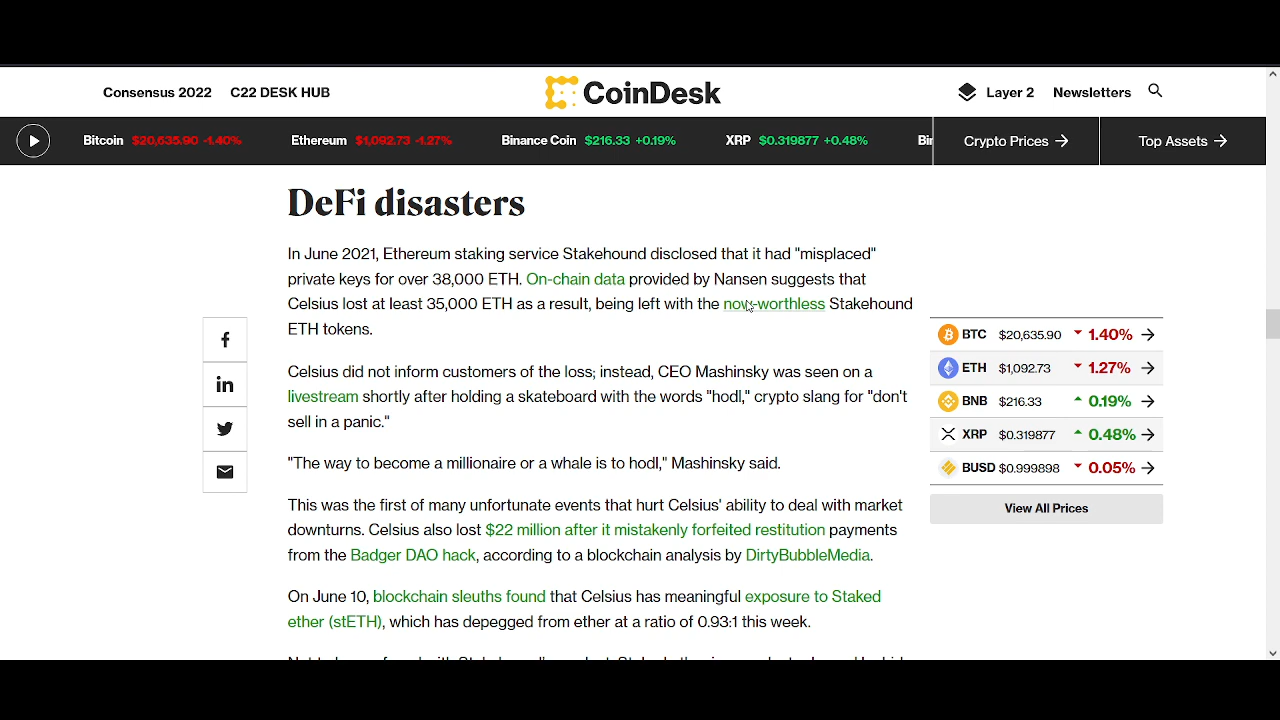 Consensus 2022 C22 DESK HUB CoinDesk Layer 2 Newsletters
Bitcoin $20,635.90 -1.40% Ethereum $1,092.73 -1.27% Binance Coin $216.33 +0.19% XRP $0.319877 +0.48% Bin Crypto Prices → Top Assets →
DeFi disasters
In June 2021, Ethereum staking service Stakehound disclosed that it had "misplaced"
private keys for over 38,000 ETH. On-chain data provided by Nansen suggests that
Celsius lost at least 35,000 ETH as a result, being left with the now-worthless Stakehound
ETH tokens.
Celsius did not inform customers of the loss; instead, CEO Mashinsky was seen on a
livestream shortly after holding a skateboard with the words "hodl," crypto slang for "don't
sell in a panic."
"The way to become a millionaire or a whale is to hodl," Mashinsky said.
This was the first of many unfortunate events that hurt Celsius' ability to deal with market
downturns. Celsius also lost $22 million after it mistakenly forfeited restitution payments
from the Badger DAO hack, according to a blockchain analysis by DirtyBubbleMedia.
On June 10, blockchain sleuths found that Celsius has meaningful exposure to Staked
ether (stETH), which has depegged from ether at a ratio of 0.93:1 this week.
BTC $20,635.90 1.40% →
ETH $1,092.73 1.27% →
BNB $216.33 0.19% →
XRP $0.319877 0.48% →
BUSD $0.999898 0.05% →
View All Prices